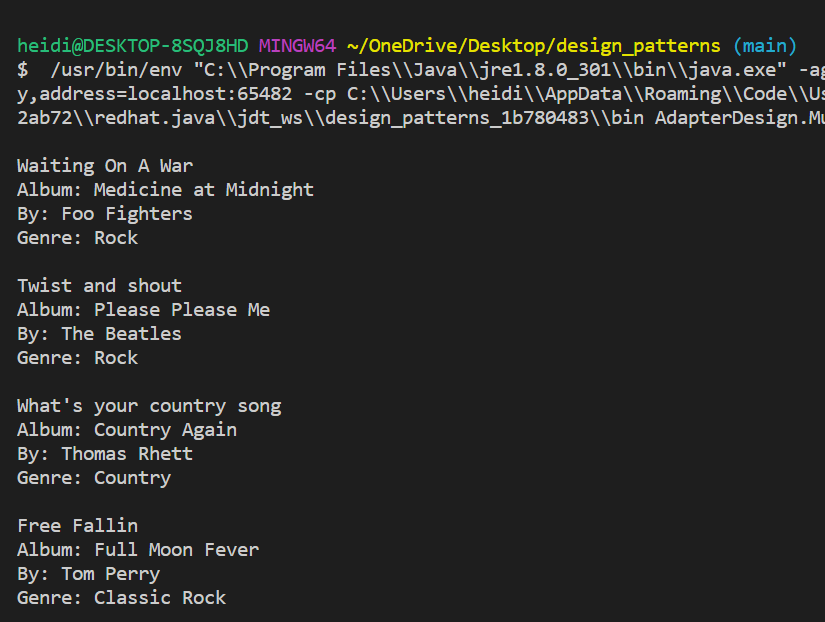 heidi@DESKTOP-8SQJ8HD MINGW64 ~/OneDrive/Desktop/design_patterns (main)
$  /usr/bin/env "C:\\Program Files\\Java\\jre1.8.0_301\\bin\\java.exe" -ag
y,address=localhost:65482 -cp C:\\Users\\heidi\\AppData\\Roaming\\Code\\Us
2ab72\\redhat.java\\jdt_ws\\design_patterns_1b780483\\bin AdapterDesign.Mu
Waiting On A War
Album: Medicine at Midnight
By: Foo Fighters
Genre: Rock
Twist and shout
Album: Please Please Me
By: The Beatles
Genre: Rock
What's your country song
Album: Country Again
By: Thomas Rhett
Genre: Country
Free Fallin
Album: Full Moon Fever
By: Tom Perry
Genre: Classic Rock